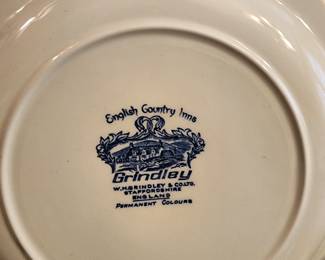 English Country Inns
Grindley
W.H.GRINDLEY & CO.LTD.
STAFFORDSHIRE
ENGLAND
PERMANENT COLOURS